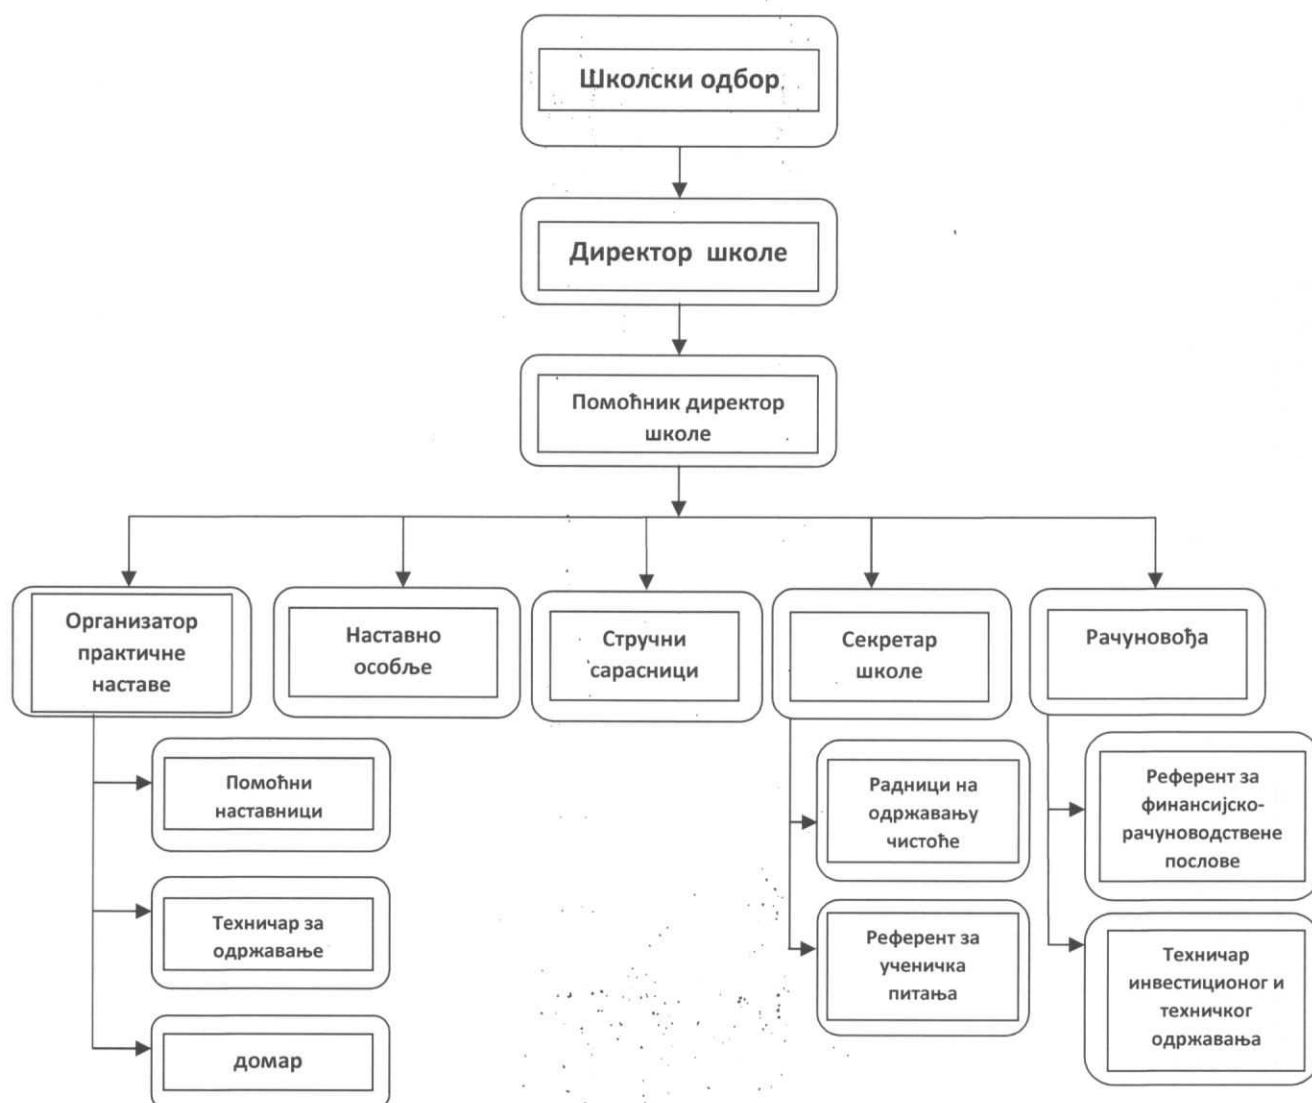 Школски одбор
Директор школе
Помоћник директор
школе
Организатор
практичне
наставе
Наставно
особље
Стручни
сарасници
Секретар
школе
Рачуновођа
Помоћни
наставници
Техничар за
одржавање
домар
Радници на
одржавању
чистоће
Референт за
ученичка
питања
Референт за
финансијско-
рачуноводствене
послове
Техничар
инвестиционог и
техничког
одржавања